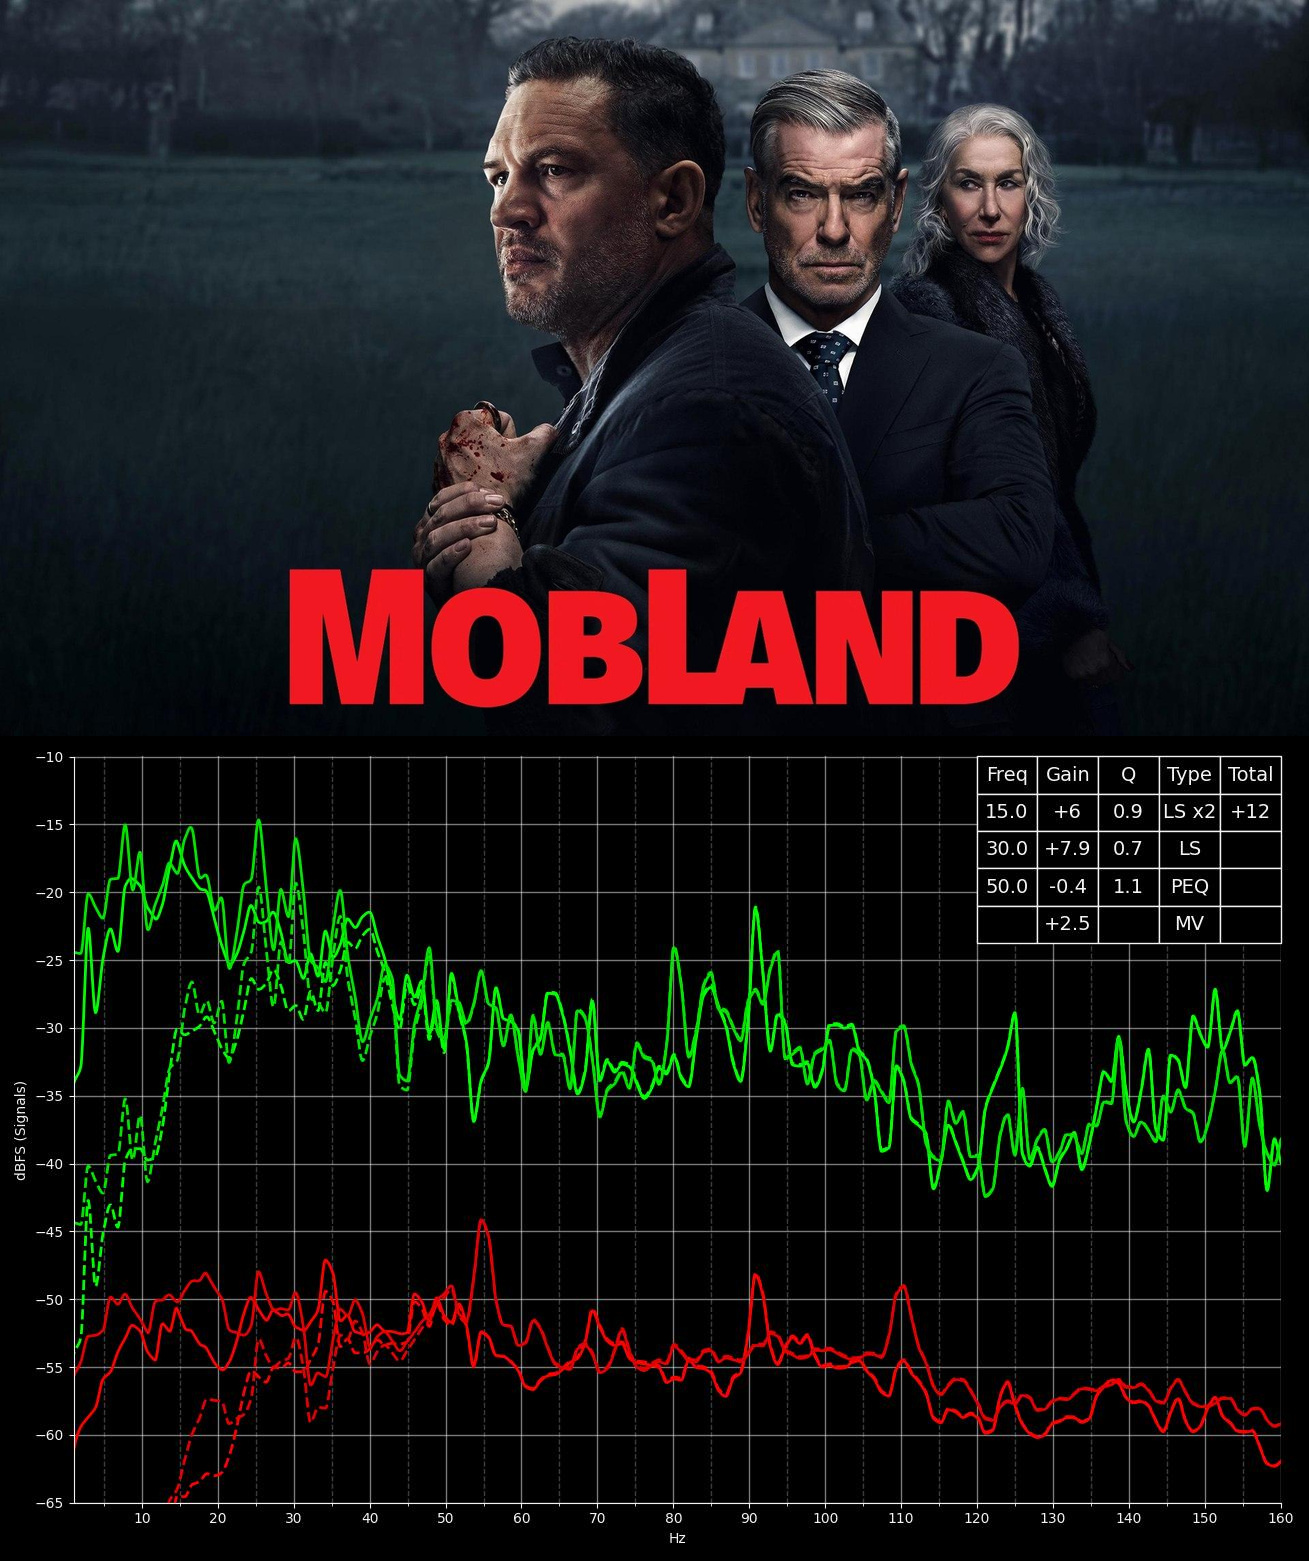 MOBLAND
Freq Gain Q Type Total
15.0 +6 0.9 LS x2 +12
30.0 +7.9 0.7 LS
50.0 -0.4 1.1 PEQ
+2.5 MV
−10
−15
−20
−25
−30
−35
−40
−45
−50
−55
−60
−65
dBFS (Signals)
10 20 30 40 50 60 70 80 90 100 110 120 130 140 150 160
Hz